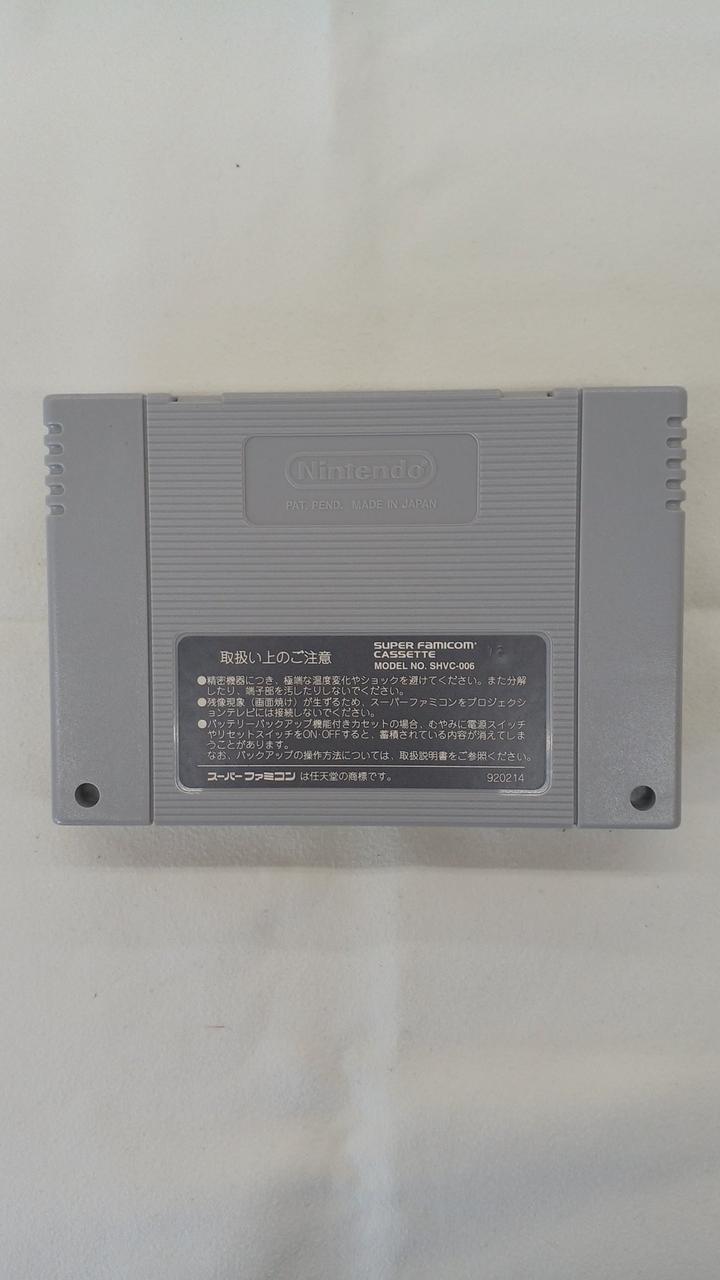 Nintendo®
PAT. PEND. MADE IN JAPAN
取扱い上のご注意
SUPER FAMICOM™
CASSETTE
MODEL NO. SHVC-006
●精密機器につき、極端な温度変化やショックを避けてください。また分解
したり、端子部を汚したりしないでください。
●残像現象（画面焼け）が生ずるため、スーパーファミコンをプロジェクシ
ョンテレビには接続しないでください。
●バッテリーバックアップ機能付きカセットの場合、むやみに電源スイッチ
やリセットスイッチをON·OFFすると、蓄積されている内容が消えてしま
うことがあります。
なお、バックアップの操作方法については、取扱説明書をご参照ください。
スーパーファミコン は任天堂の商標です。 920214